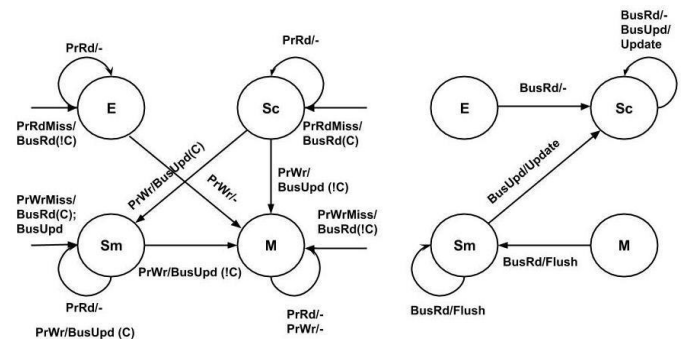 PrRd/-
PrRd/-
E
Sc
PrRdMiss/
BusRd(!C)
PrRdMiss/
BusRd(C)
PrWr/BusUpd(C)
PrWr/-
PrWr/
BusUpd (!C)
PrWrMiss/
BusRd(C);
BusUpd
PrWrMiss/
BusRd(!C)
Sm
M
PrWr/BusUpd (!C)
PrRd/-
PrWr/BusUpd (C)
PrRd/-
PrWr/-
BusRd/-
BusUpd/
Update
E
BusRd/-
Sc
BusUpd/Update
Sm
M
BusRd/Flush
BusRd/Flush